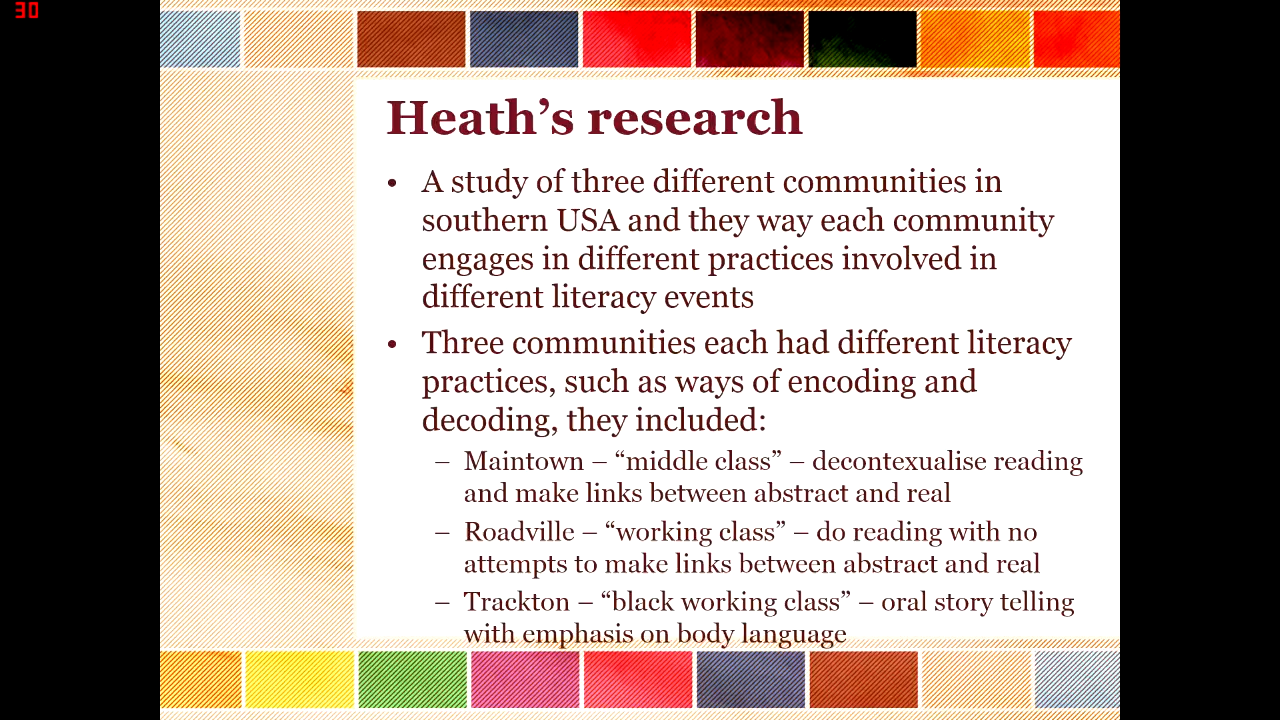 30
Heath’s research
• A study of three different communities in
southern USA and they way each community
engages in different practices involved in
different literacy events
• Three communities each had different literacy
practices, such as ways of encoding and
decoding, they included:
– Maintown – “middle class” – decontexualise reading
and make links between abstract and real
– Roadville – “working class” – do reading with no
attempts to make links between abstract and real
– Trackton – “black working class” – oral story telling
with emphasis on body language